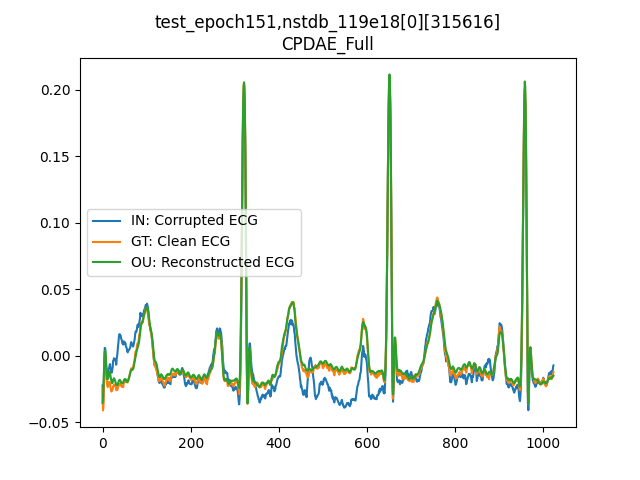 test_epoch151,nstdb_119e18[0][315616]
CPDAE_Full
0.20
0.15
0.10
0.05
0.00
−0.05
IN: Corrupted ECG
GT: Clean ECG
OU: Reconstructed ECG
0 200 400 600 800 1000